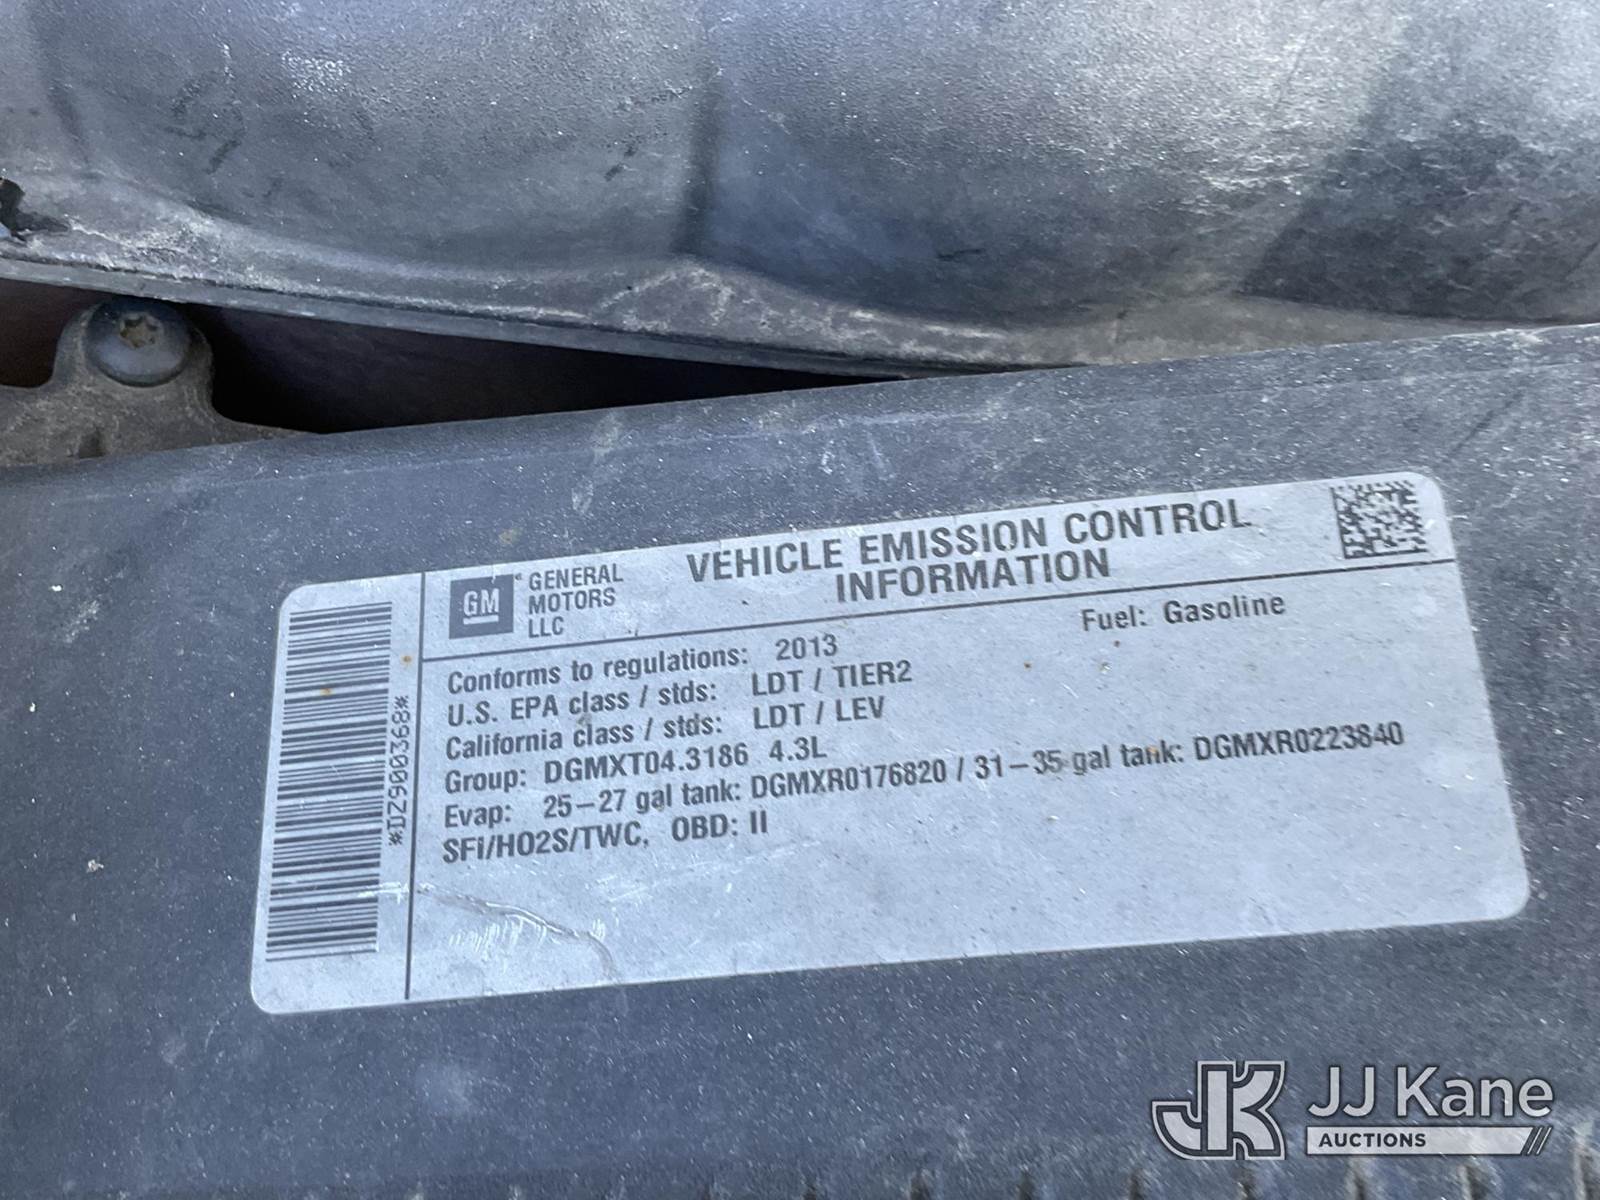 VEHICLE EMISSION CONTROL
INFORMATION
GM
GENERAL
MOTORS
LLC
Fuel: Gasoline
Conforms to regulations: 2013
U.S. EPA class / stds: LDT / TIER2
California class / stds: LDT / LEV
Group: DGMXT04.3186 4.3L
Evap: 25–27 gal tank: DGMXR0176820 / 31–35 gal tank: DGMXR0223840
SFI/HO2S/TWC, OBD: II
*DZ900368*
JK JJ Kane
AUCTIONS